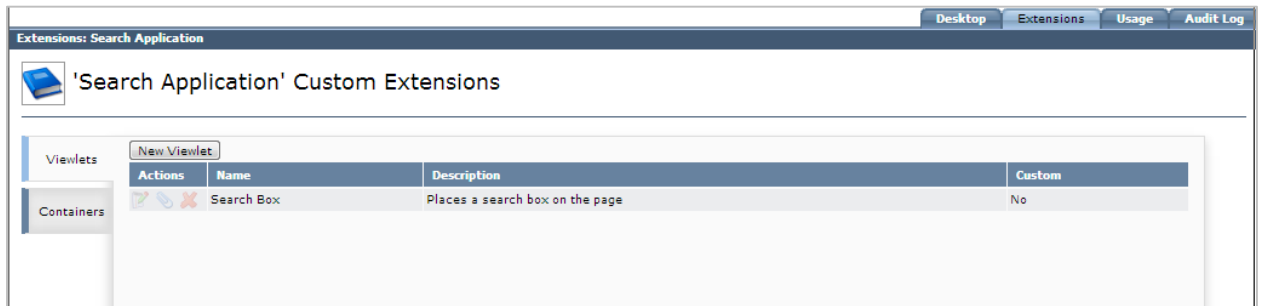 Desktop Extensions Usage Audit Log
Extensions: Search Application
'Search Application' Custom Extensions
Viewlets
Containers
New Viewlet
Actions Name Description Custom
Search Box Places a search box on the page No